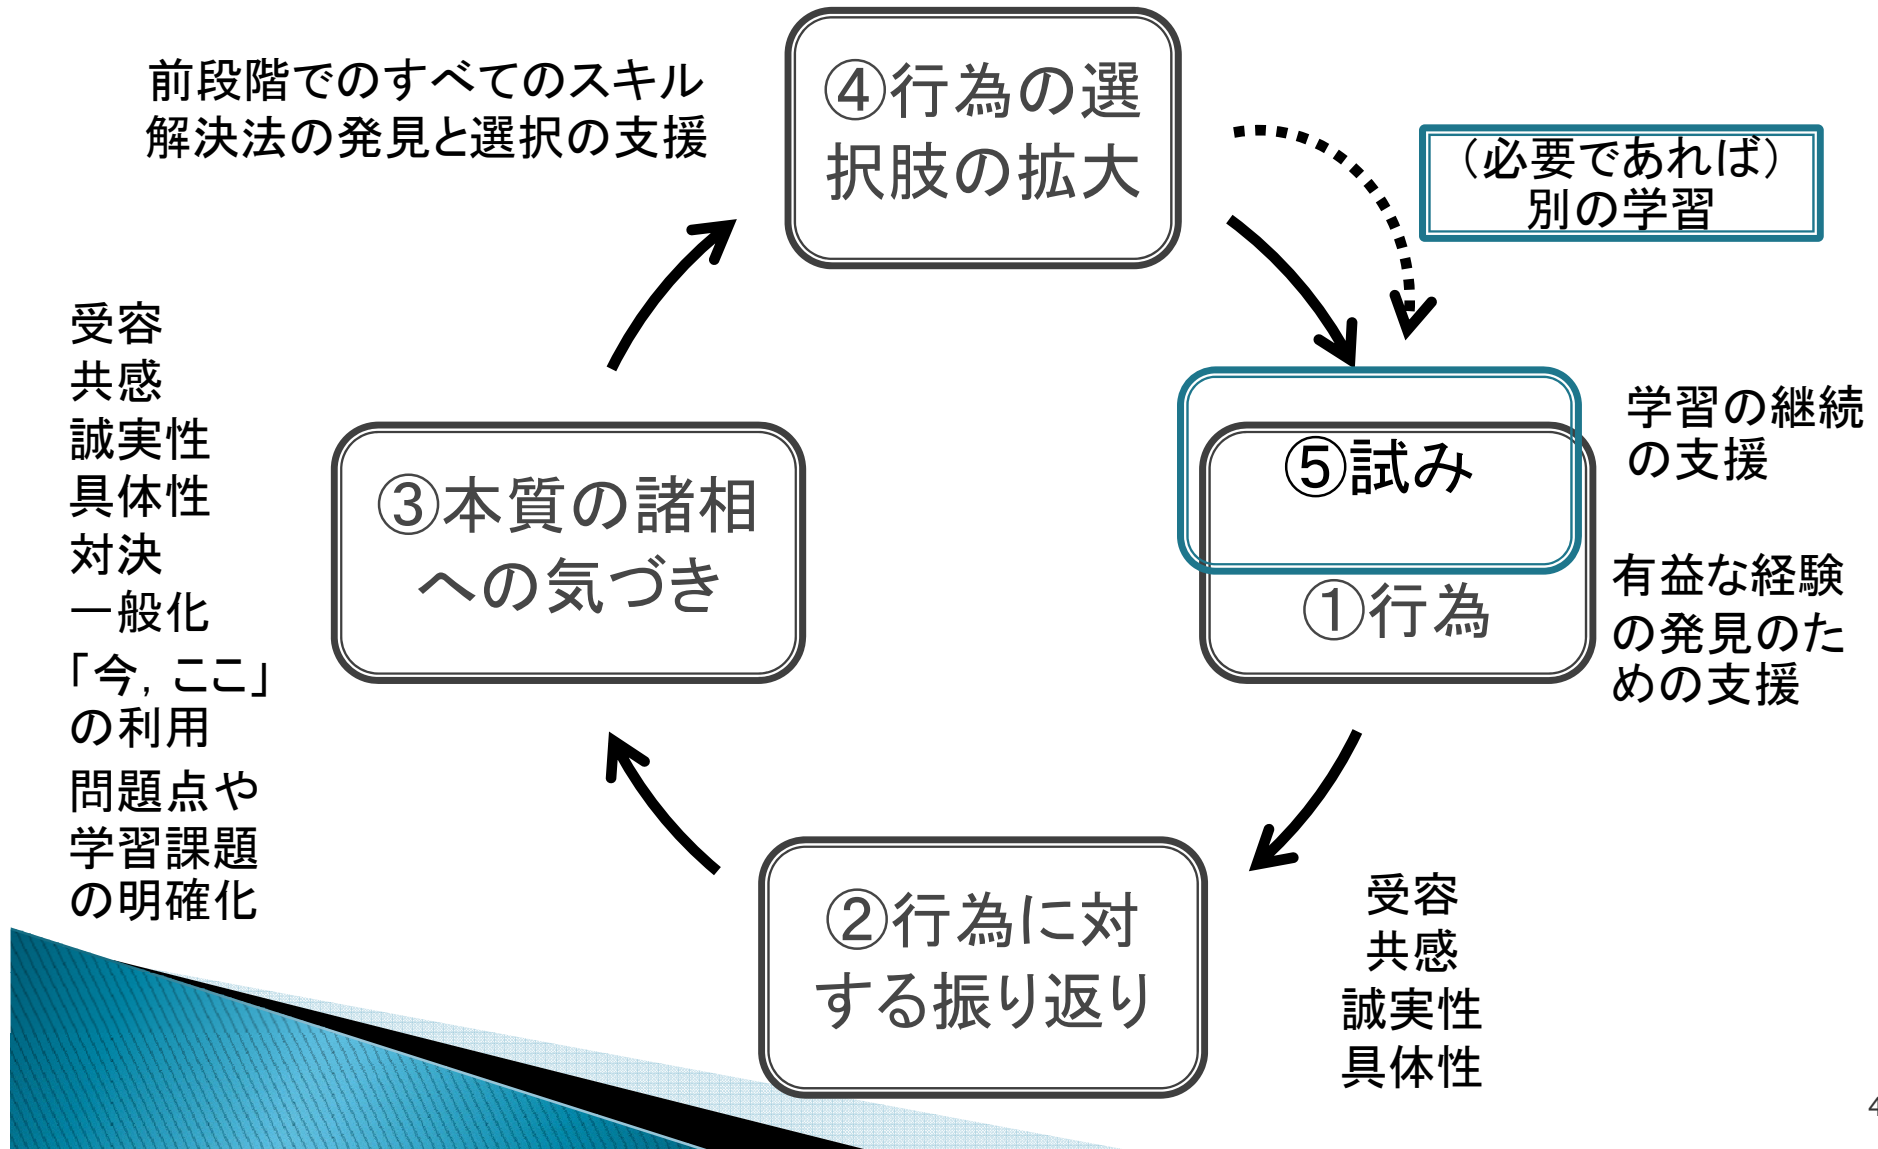 前段階でのすべてのスキル
解決法の発見と選択の支援
④行為の選
択肢の拡大
（必要であれば）
別の学習
受容
共感
誠実性
具体性
対決
一般化
「今，ここ」
の利用
問題点や
学習課題
の明確化
③本質の諸相
への気づき
⑤試み
①行為
学習の継続
の支援
有益な経験
の発見のた
めの支援
②行為に対
する振り返り
受容
共感
誠実性
具体性
4